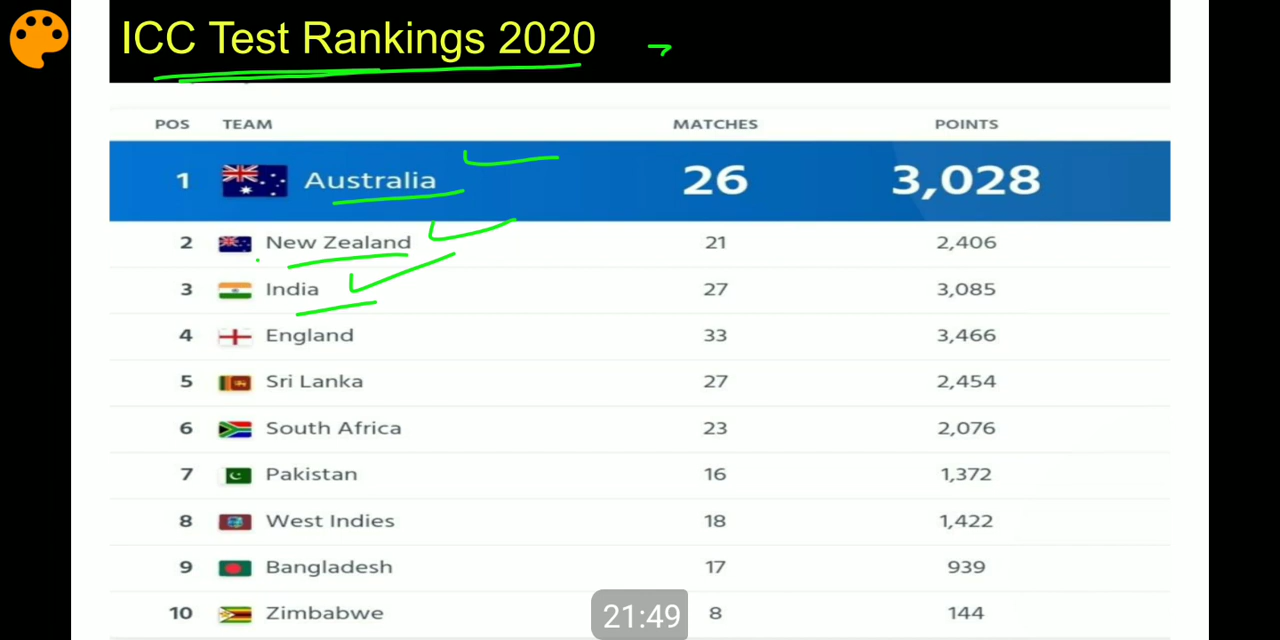 ICC Test Rankings 2020
POS TEAM MATCHES POINTS
1 Australia 26 3,028
2 New Zealand 21 2,406
3 India 27 3,085
4 England 33 3,466
5 Sri Lanka 27 2,454
6 South Africa 23 2,076
7 Pakistan 16 1,372
8 West Indies 18 1,422
9 Bangladesh 17 939
10 Zimbabwe 8 144
21:49